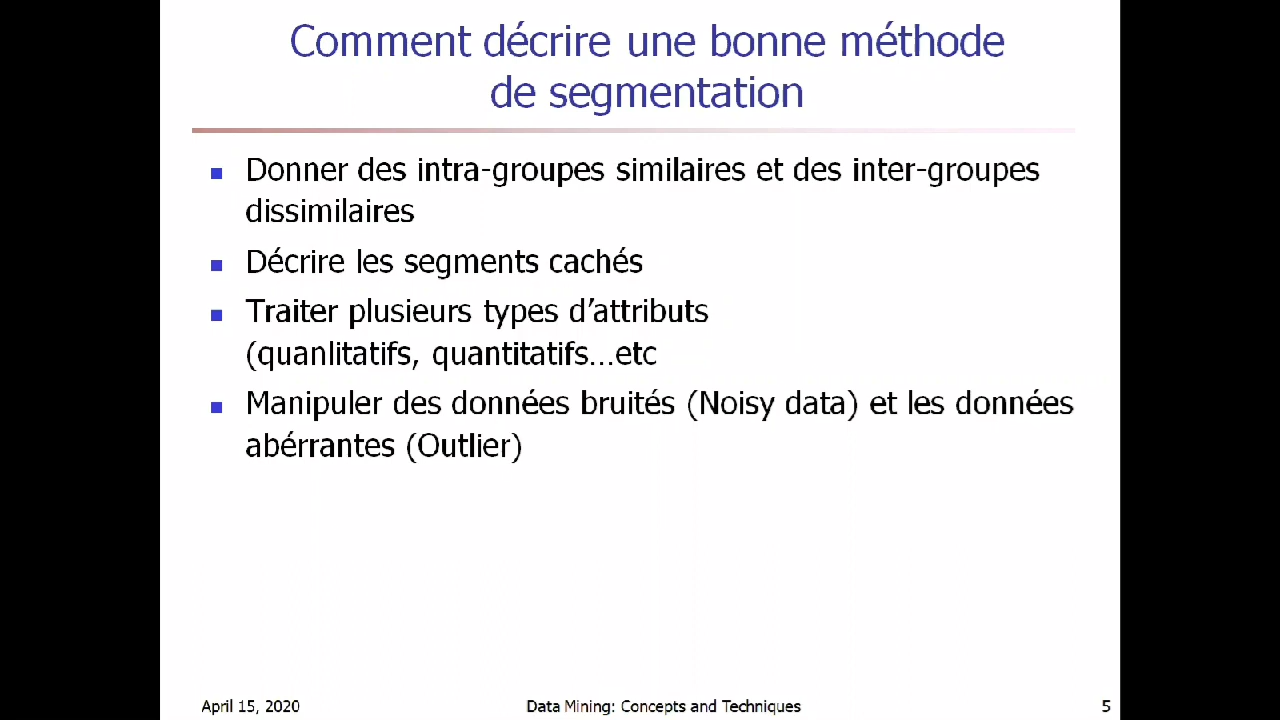 Comment décrire une bonne méthode
de segmentation
Donner des intra-groupes similaires et des inter-groupes
dissimilaires
Décrire les segments cachés
Traiter plusieurs types d’attributs
(quanlitatifs, quantitatifs…etc
Manipuler des données bruités (Noisy data) et les données
abérrantes (Outlier)
April 15, 2020
Data Mining: Concepts and Techniques
5